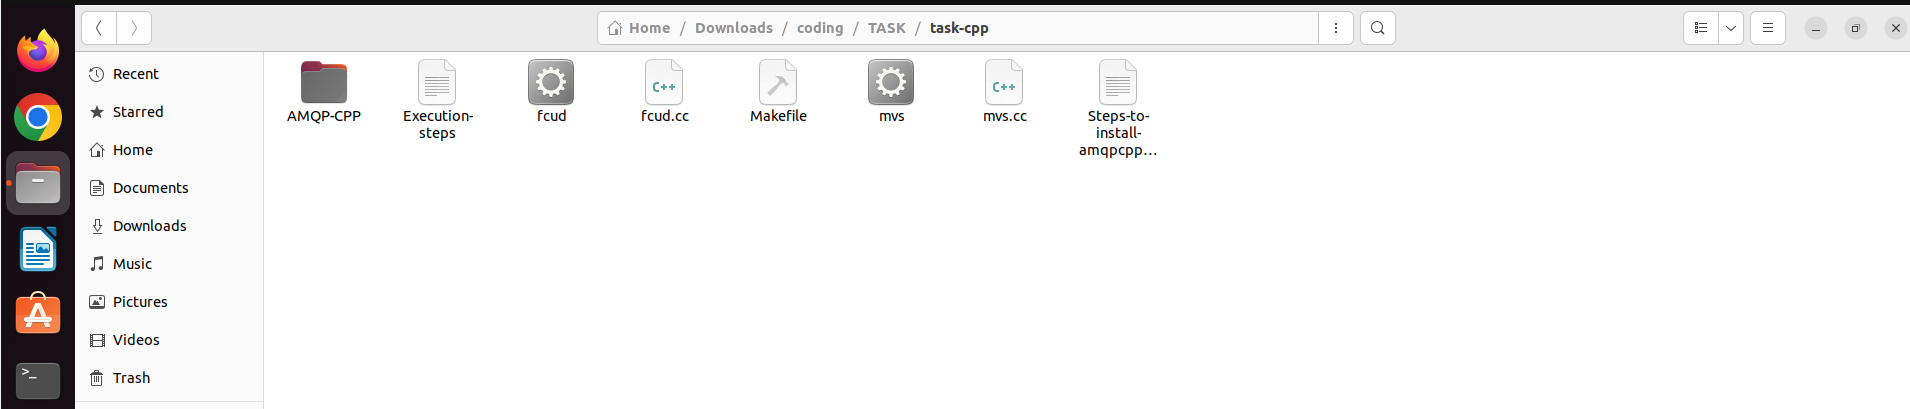 Home / Downloads / coding / TASK / task-cpp
Recent
Starred
Home
Documents
Downloads
Music
Pictures
Videos
Trash
AMQP-CPP
Execution-
steps
fcud
C++
fcud.cc
Makefile
mvs
C++
mvs.cc
Steps-to-
install-
amqpcpp...
>_